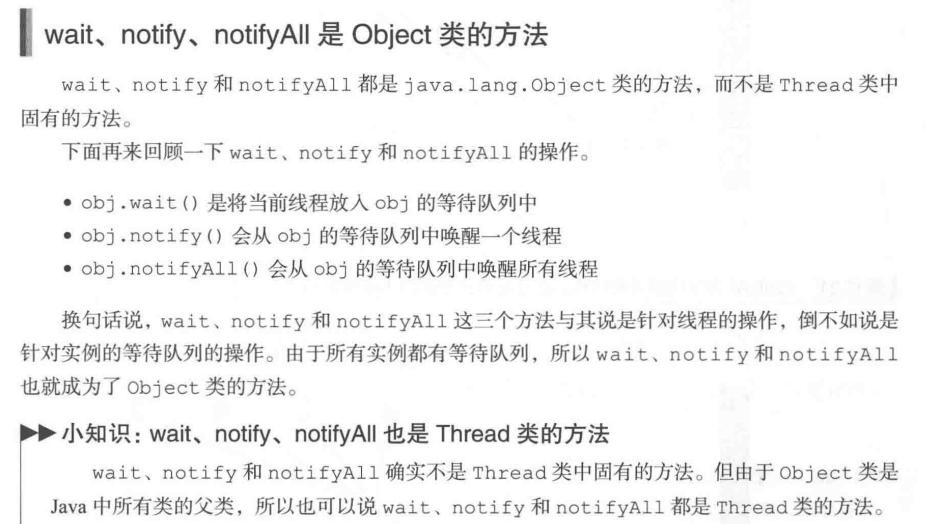 wait、notify、notifyAll 是 Object 类的方法
wait、notify 和 notifyAll 都是 java.lang.Object 类的方法，而不是 Thread 类中
固有的方法。
下面再来回顾一下 wait、notify 和 notifyAll 的操作。
• obj.wait() 是将当前线程放入 obj 的等待队列中
• obj.notify() 会从 obj 的等待队列中唤醒一个线程
• obj.notifyAll() 会从 obj 的等待队列中唤醒所有线程
换句话说，wait、notify 和 notifyAll 这三个方法与其说是针对线程的操作，倒不如说是
针对实例的等待队列的操作。由于所有实例都有等待队列，所以 wait、notify 和 notifyAll
也就成为了 Object 类的方法。
▶▶ 小知识：wait、notify、notifyAll 也是 Thread 类的方法
wait、notify 和 notifyAll 确实不是 Thread 类中固有的方法。但由于 Object 类是
Java 中所有类的父类，所以也可以说 wait、notify 和 notifyAll 都是 Thread 类的方法。